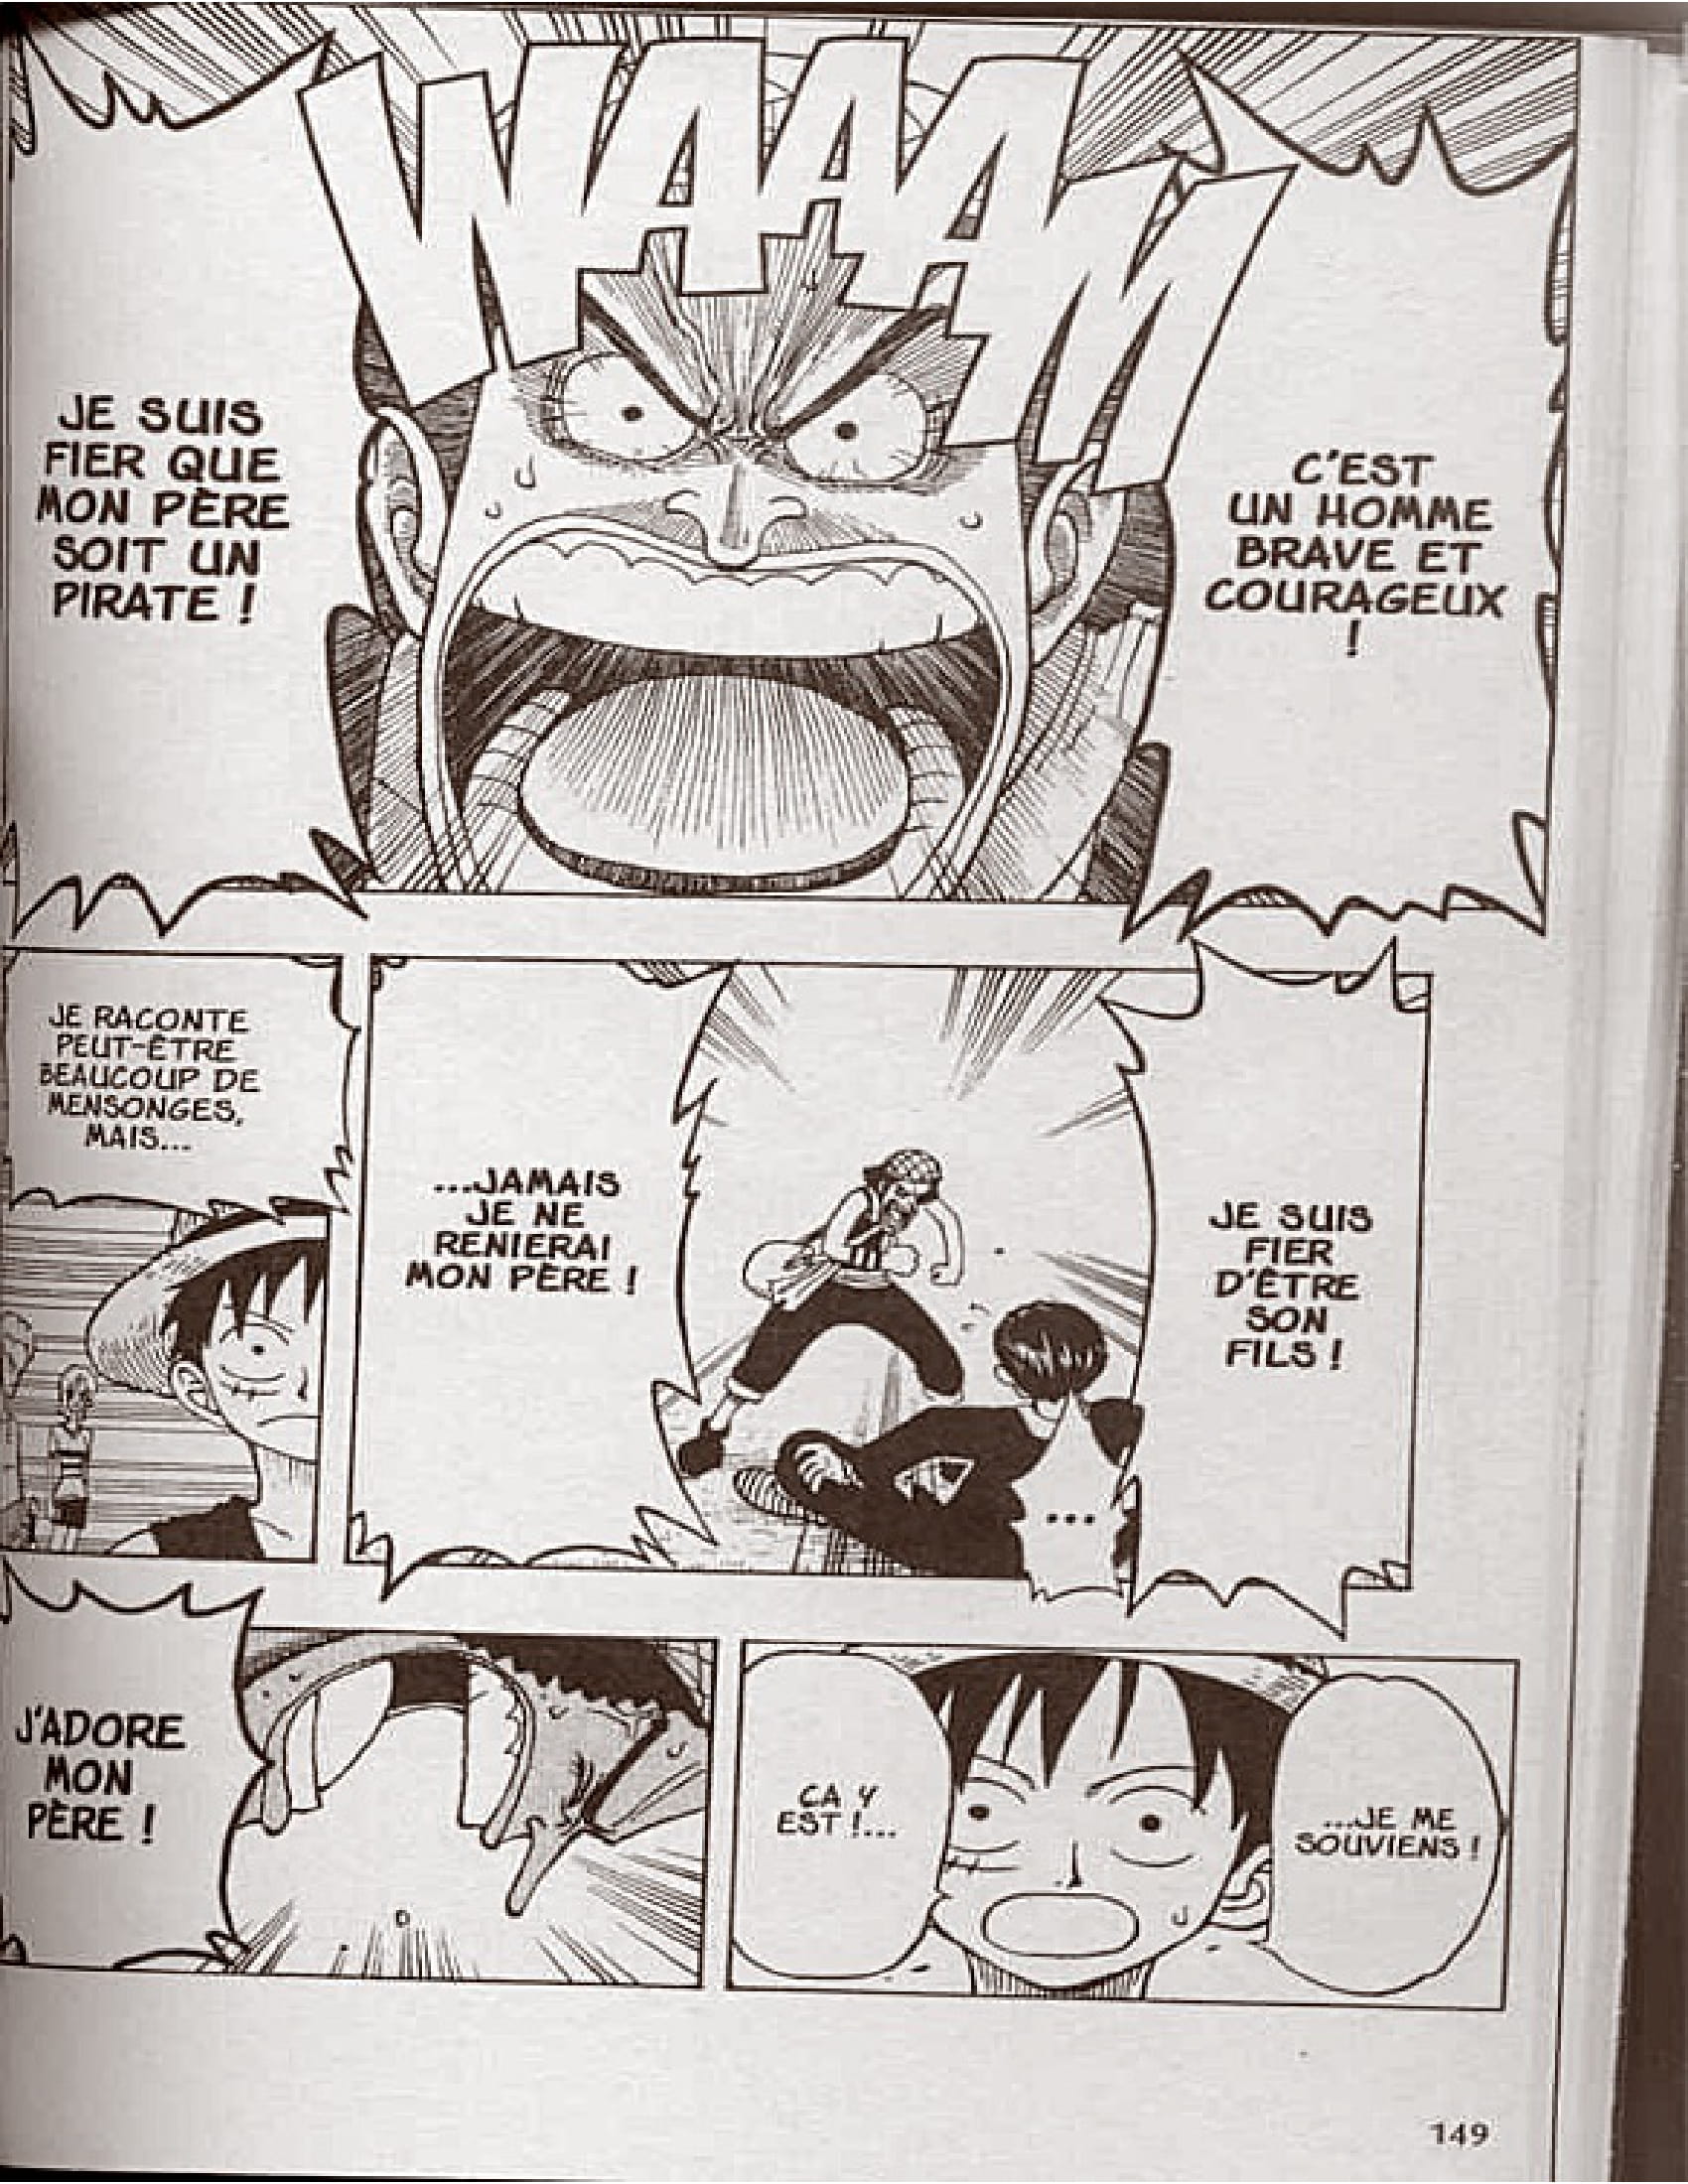 WAAAM
JE SUIS
FIER QUE
MON PÈRE
SOIT UN
PIRATE !
C'EST
UN HOMME
BRAVE ET
COURAGEUX
!
JE RACONTE
PEUT-ÊTRE
BEAUCOUP DE
MENSONGES,
MAIS...
...JAMAIS
JE NE
RENIERAI
MON PÈRE !
JE SUIS
FIER
D'ÊTRE
SON
FILS !
...
J'ADORE
MON
PÈRE !
CA Y
EST !...
...JE ME
SOUVIENS !
149